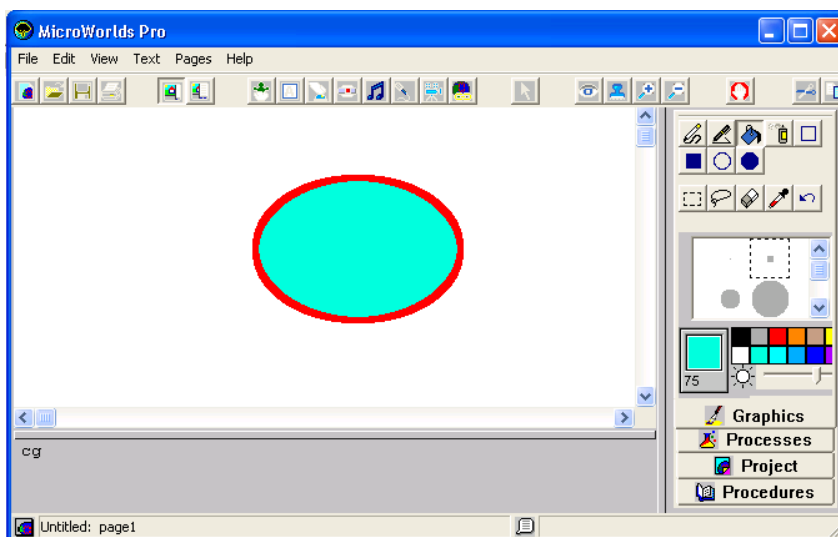 MicroWorlds Pro
File Edit View Text Pages Help
75
Graphics
Processes
Project
Procedures
cg
Untitled: page1